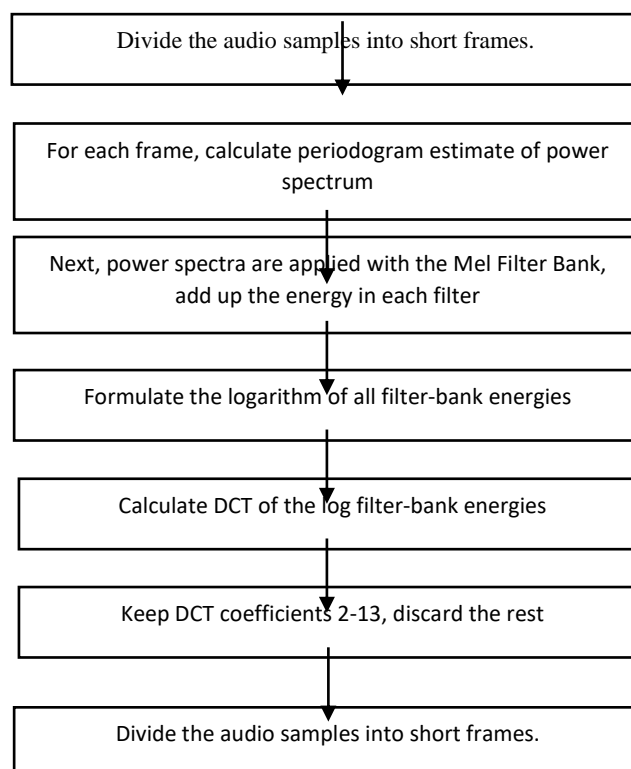 Divide the audio samples into short frames.
For each frame, calculate periodogram estimate of power
spectrum
Next, power spectra are applied with the Mel Filter Bank,
add up the energy in each filter
Formulate the logarithm of all filter-bank energies
Calculate DCT of the log filter-bank energies
Keep DCT coefficients 2-13, discard the rest
Divide the audio samples into short frames.